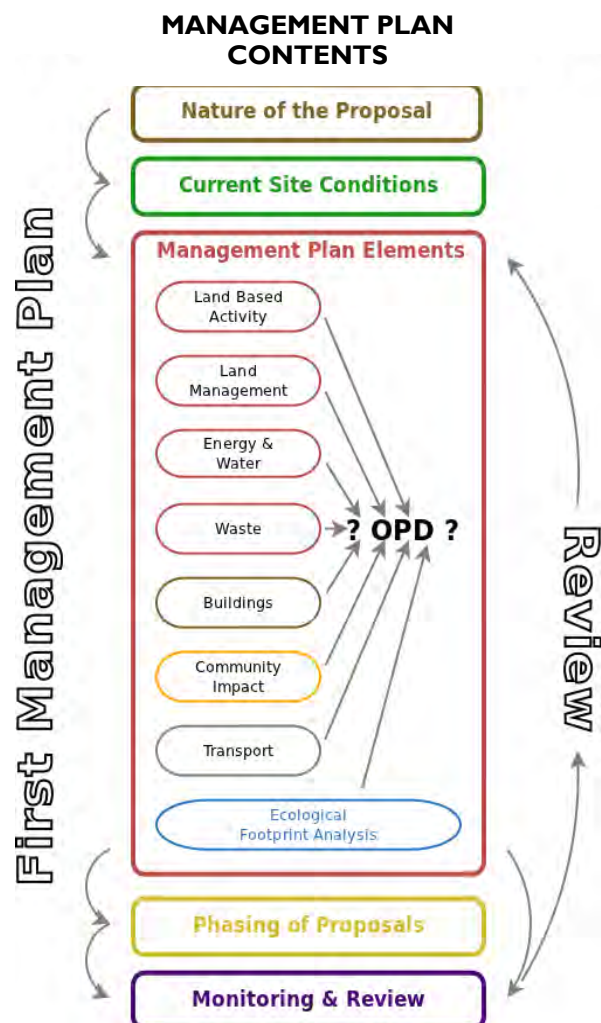 MANAGEMENT PLAN
CONTENTS
Nature of the Proposal
Current Site Conditions
Management Plan Elements
Land Based
Activity
Land
Management
Energy &
Water
Waste
? OPD ?
Buildings
Community
Impact
Transport
Ecological
Footprint Analysis
Phasing of Proposals
Monitoring & Review
First Management Plan
Review